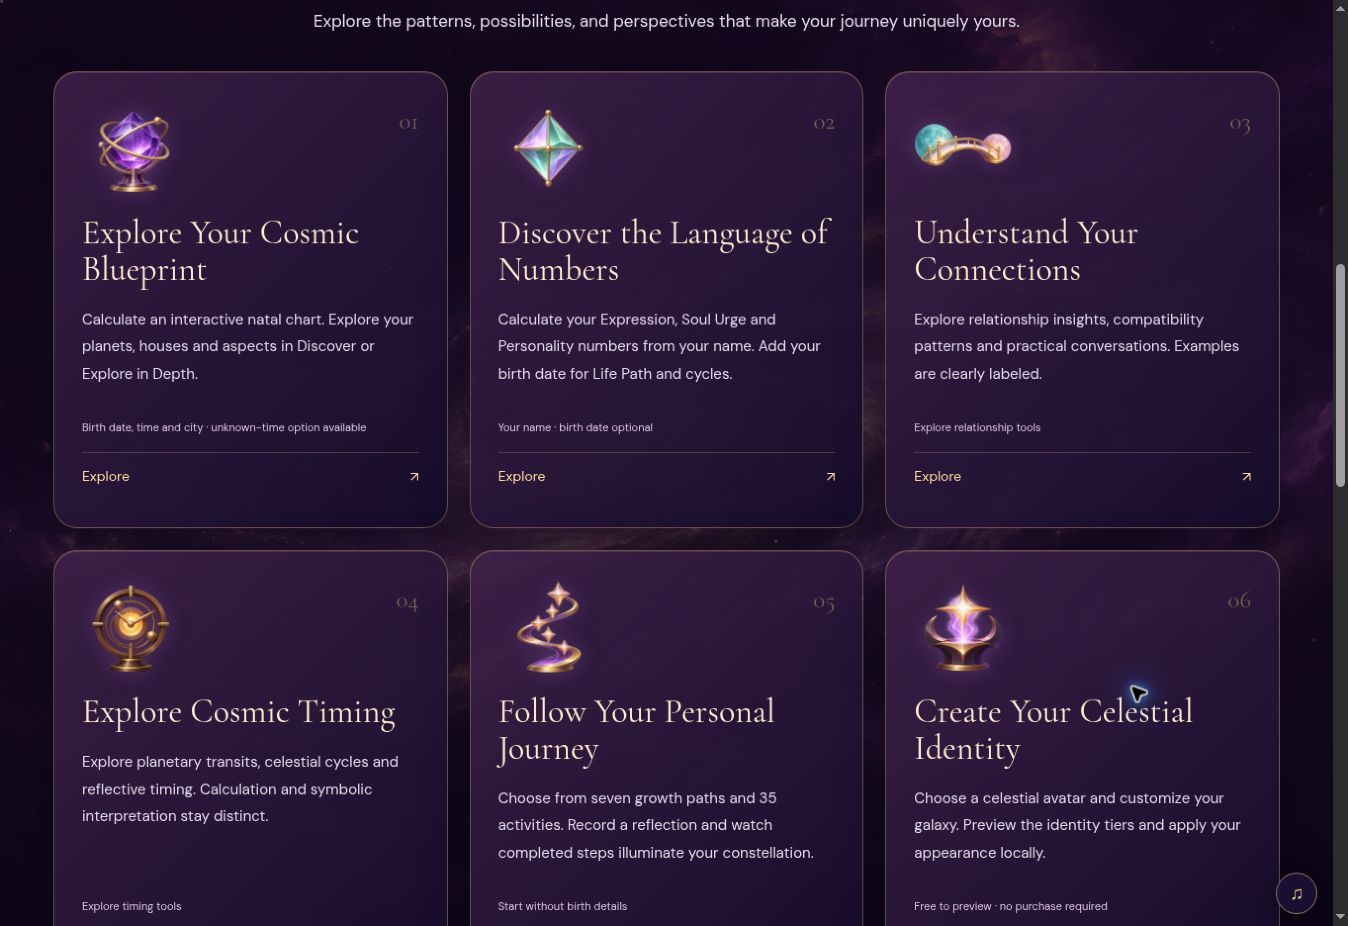 Explore the patterns, possibilities, and perspectives that make your journey uniquely yours.
01
Explore Your Cosmic
Blueprint
Calculate an interactive natal chart. Explore your
planets, houses and aspects in Discover or
Explore in Depth.
Birth date, time and city · unknown-time option available
Explore
02
Discover the Language of
Numbers
Calculate your Expression, Soul Urge and
Personality numbers from your name. Add your
birth date for Life Path and cycles.
Your name · birth date optional
Explore
03
Understand Your
Connections
Explore relationship insights, compatibility
patterns and practical conversations. Examples
are clearly labeled.
Explore relationship tools
Explore
04
Explore Cosmic Timing
Explore planetary transits, celestial cycles and
reflective timing. Calculation and symbolic
interpretation stay distinct.
Explore timing tools
05
Follow Your Personal
Journey
Choose from seven growth paths and 35
activities. Record a reflection and watch
completed steps illuminate your constellation.
Start without birth details
06
Create Your Celestial
Identity
Choose a celestial avatar and customize your
galaxy. Preview the identity tiers and apply your
appearance locally.
Free to preview · no purchase required